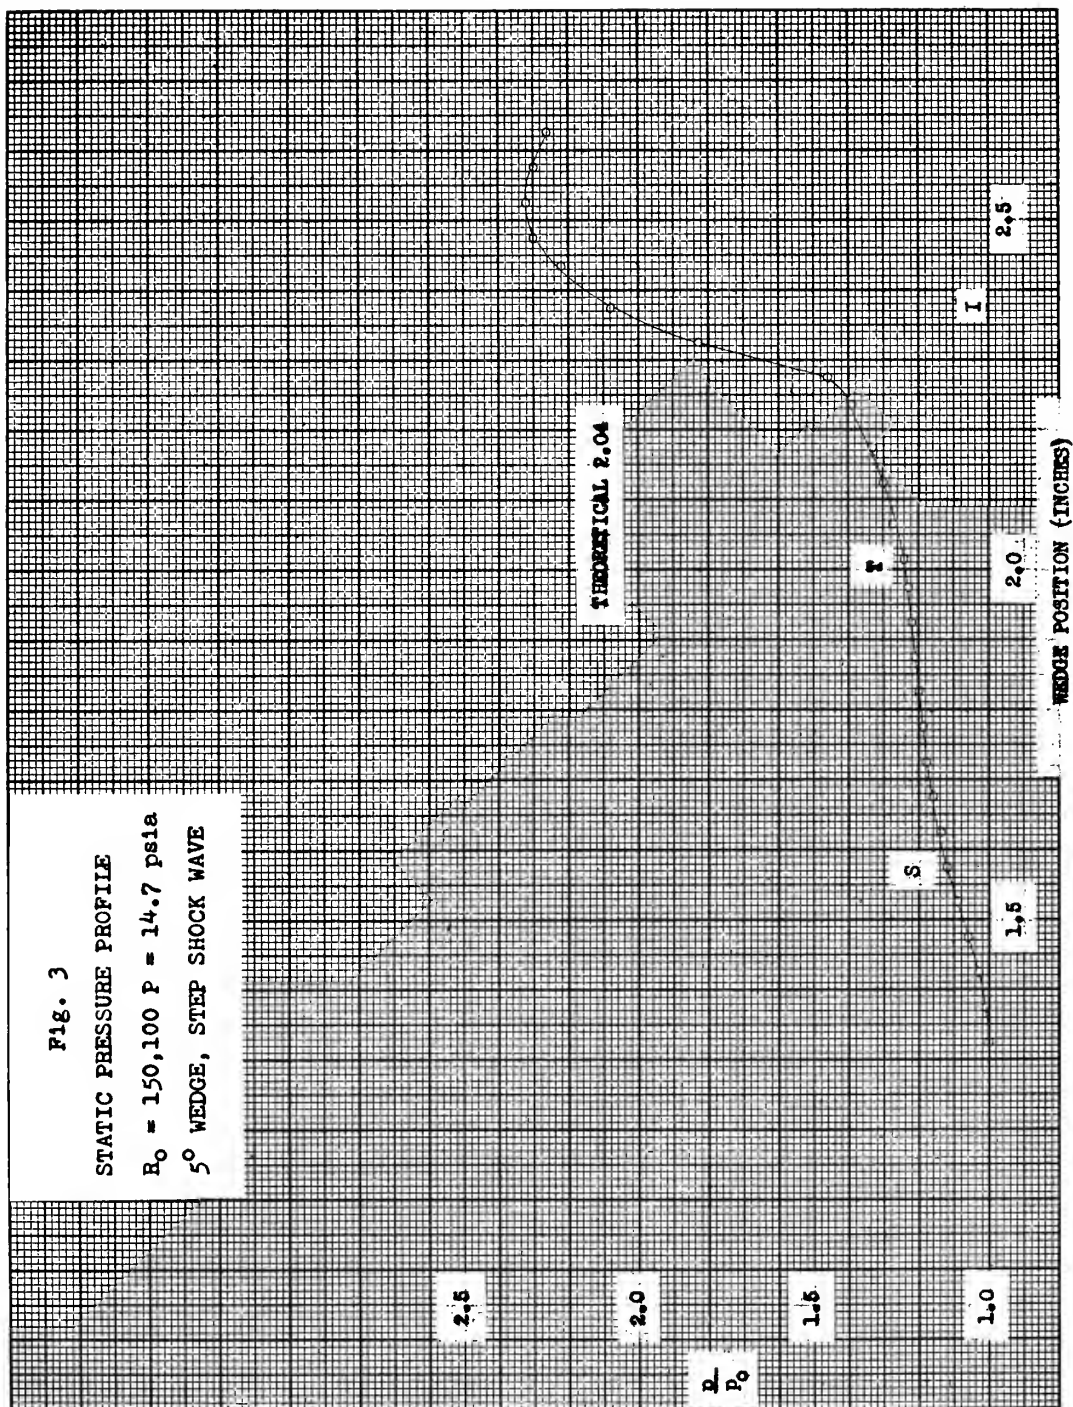 Fig. 3
STATIC PRESSURE PROFILE
R₀ = 150,100 P = 14.7 psia
5° WEDGE, STEP SHOCK WAVE
THEORETICAL 2.04
2.5
2.0
1.5
1.0
p
p₀
S
T
I
1.5
2.0
2.5
WEDGE POSITION (INCHES)